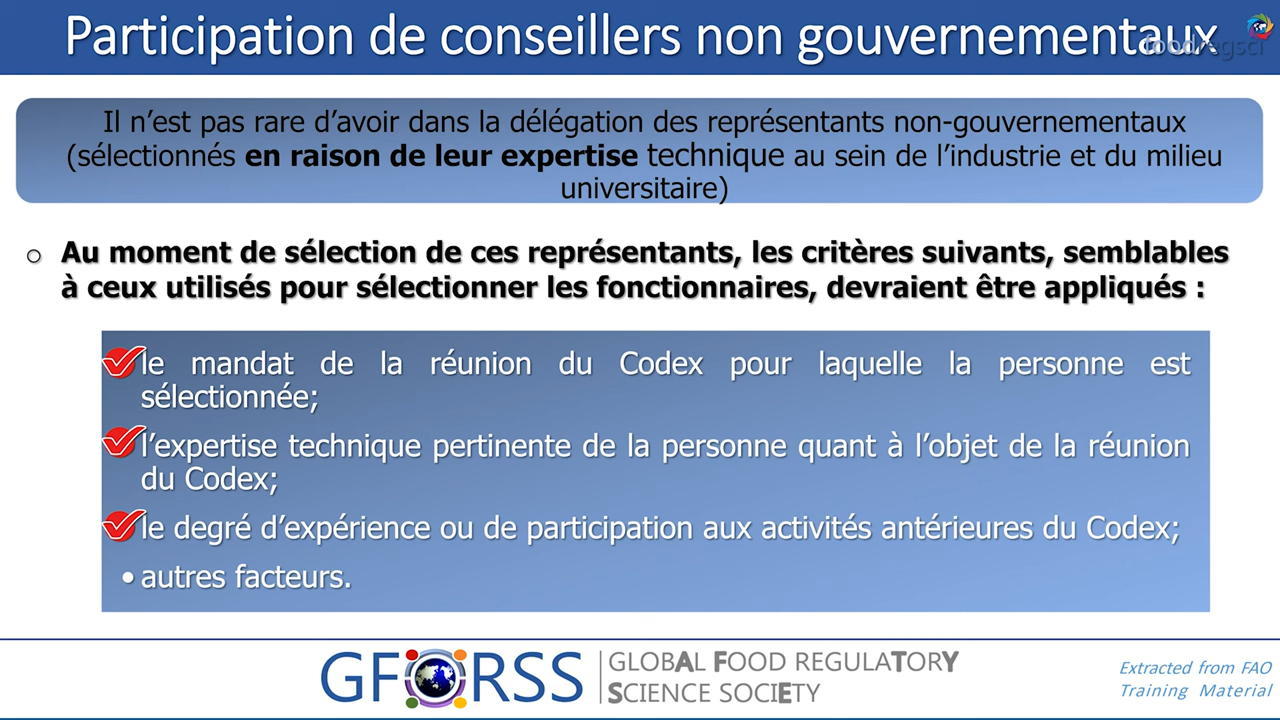 Participation de conseillers non gouvernementaux
foodregsci
Il n’est pas rare d’avoir dans la délégation des représentants non-gouvernementaux
(sélectionnés en raison de leur expertise technique au sein de l’industrie et du milieu
universitaire)
o Au moment de sélection de ces représentants, les critères suivants, semblables
à ceux utilisés pour sélectionner les fonctionnaires, devraient être appliqués :
le mandat de la réunion du Codex pour laquelle la personne est
sélectionnée;
l’expertise technique pertinente de la personne quant à l’objet de la réunion
du Codex;
le degré d’expérience ou de participation aux activités antérieures du Codex;
• autres facteurs.
GFORSS
GLOBAL FOOD REGULATORY
SCIENCE SOCIETY
Extracted from FAO
Training Material